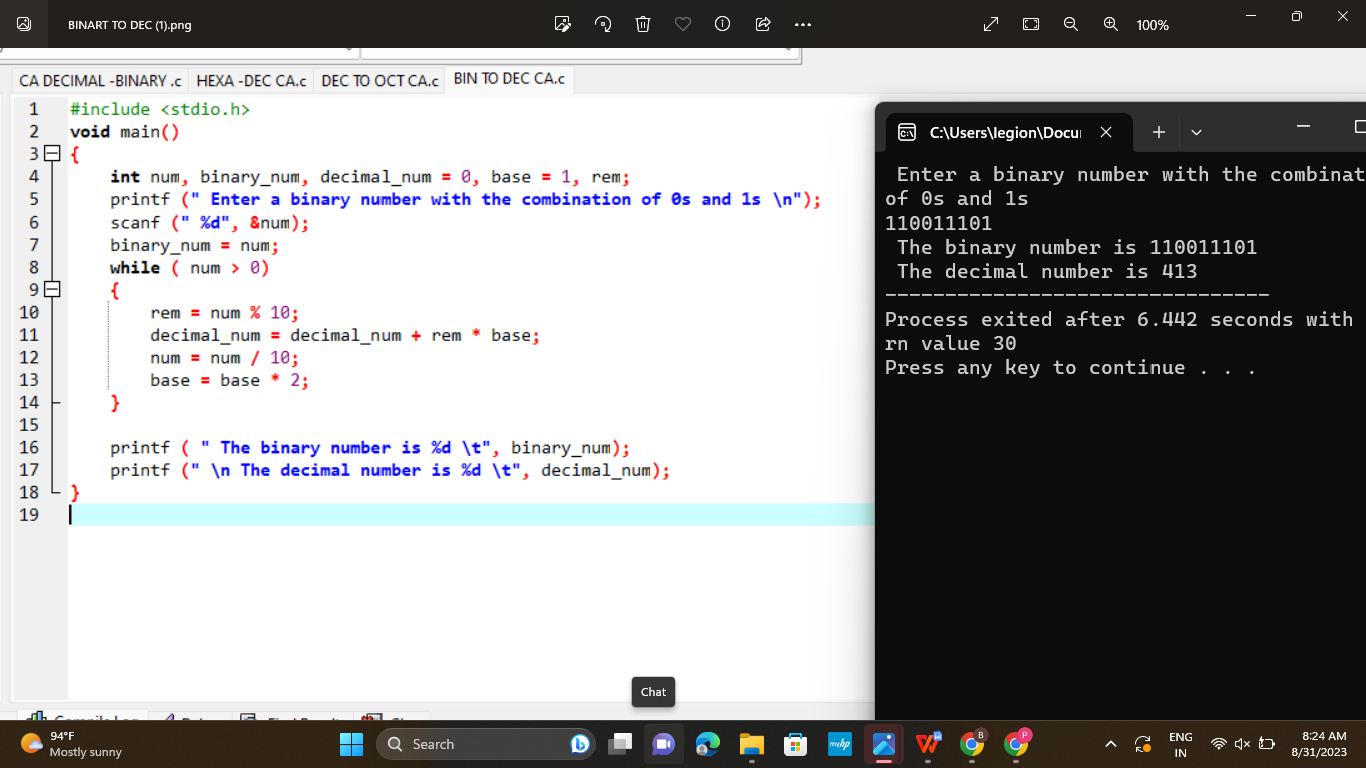 BINART TO DEC (1).png
100%
CA DECIMAL -BINARY .c HEXA -DEC CA.c DEC TO OCT CA.c BIN TO DEC CA.c
1 #include <stdio.h>
2 void main()
3 {
4 int num, binary_num, decimal_num = 0, base = 1, rem;
5 printf (" Enter a binary number with the combination of 0s and 1s \n");
6 scanf (" %d", &num);
7 binary_num = num;
8 while ( num > 0)
9 {
10 rem = num % 10;
11 decimal_num = decimal_num + rem * base;
12 num = num / 10;
13 base = base * 2;
14 }
15
16 printf ( " The binary number is %d \t", binary_num);
17 printf (" \n The decimal number is %d \t", decimal_num);
18 }
19
C:\Users\legion\Docu
Enter a binary number with the combinat
of 0s and 1s
110011101
The binary number is 110011101
The decimal number is 413
--------------------------------
Process exited after 6.442 seconds with
rn value 30
Press any key to continue . . .
Chat
94°F
Mostly sunny
Search
myhp
B
P
ENG
IN
8:24 AM
8/31/2023